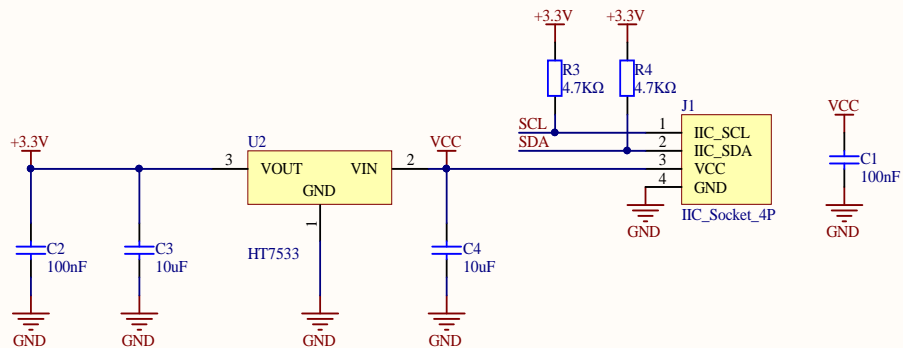 +3.3V
+3.3V
R3
4.7KΩ
R4
4.7KΩ
J1
SCL
1
IIC_SCL
SDA
2
IIC_SDA
3
VCC
4
GND
IIC_Socket_4P
GND
VCC
C1
100nF
GND
+3.3V
U2
3
VOUT
VIN
2
GND
1
HT7533
VCC
C2
100nF
C3
10uF
C4
10uF
GND
GND
GND
GND